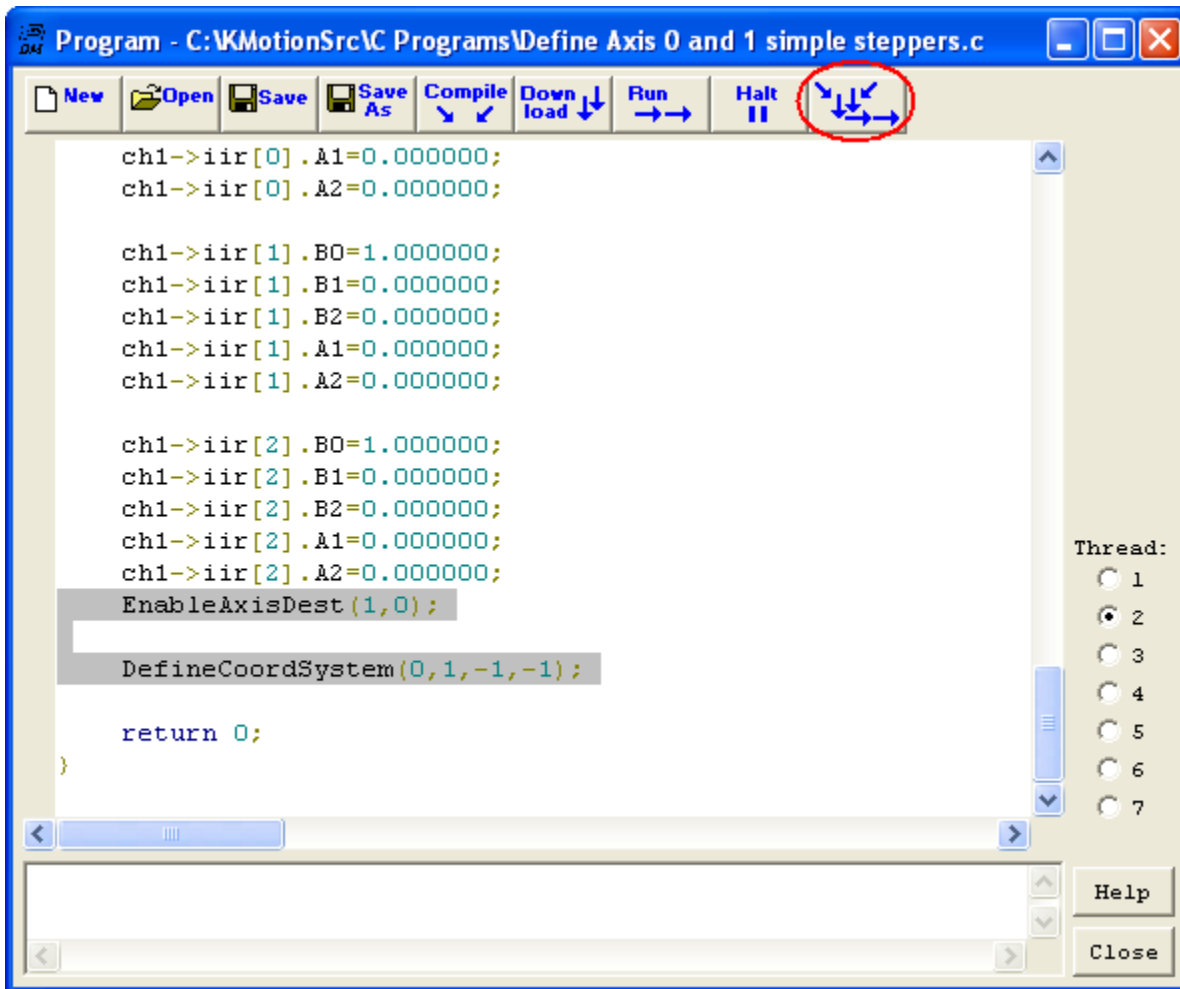 Program - C:\KMotionSrc\C Programs\Define Axis 0 and 1 simple steppers.c
New Open Save Save As Compile Down load Run Halt
ch1->iir[0].A1=0.000000;
ch1->iir[0].A2=0.000000;
ch1->iir[1].B0=1.000000;
ch1->iir[1].B1=0.000000;
ch1->iir[1].B2=0.000000;
ch1->iir[1].A1=0.000000;
ch1->iir[1].A2=0.000000;
ch1->iir[2].B0=1.000000;
ch1->iir[2].B1=0.000000;
ch1->iir[2].B2=0.000000;
ch1->iir[2].A1=0.000000;
ch1->iir[2].A2=0.000000;
EnableAxisDest(1,0);
DefineCoordSystem(0,1,-1,-1);
return 0;
}
Thread:
1
2
3
4
5
6
7
Help
Close